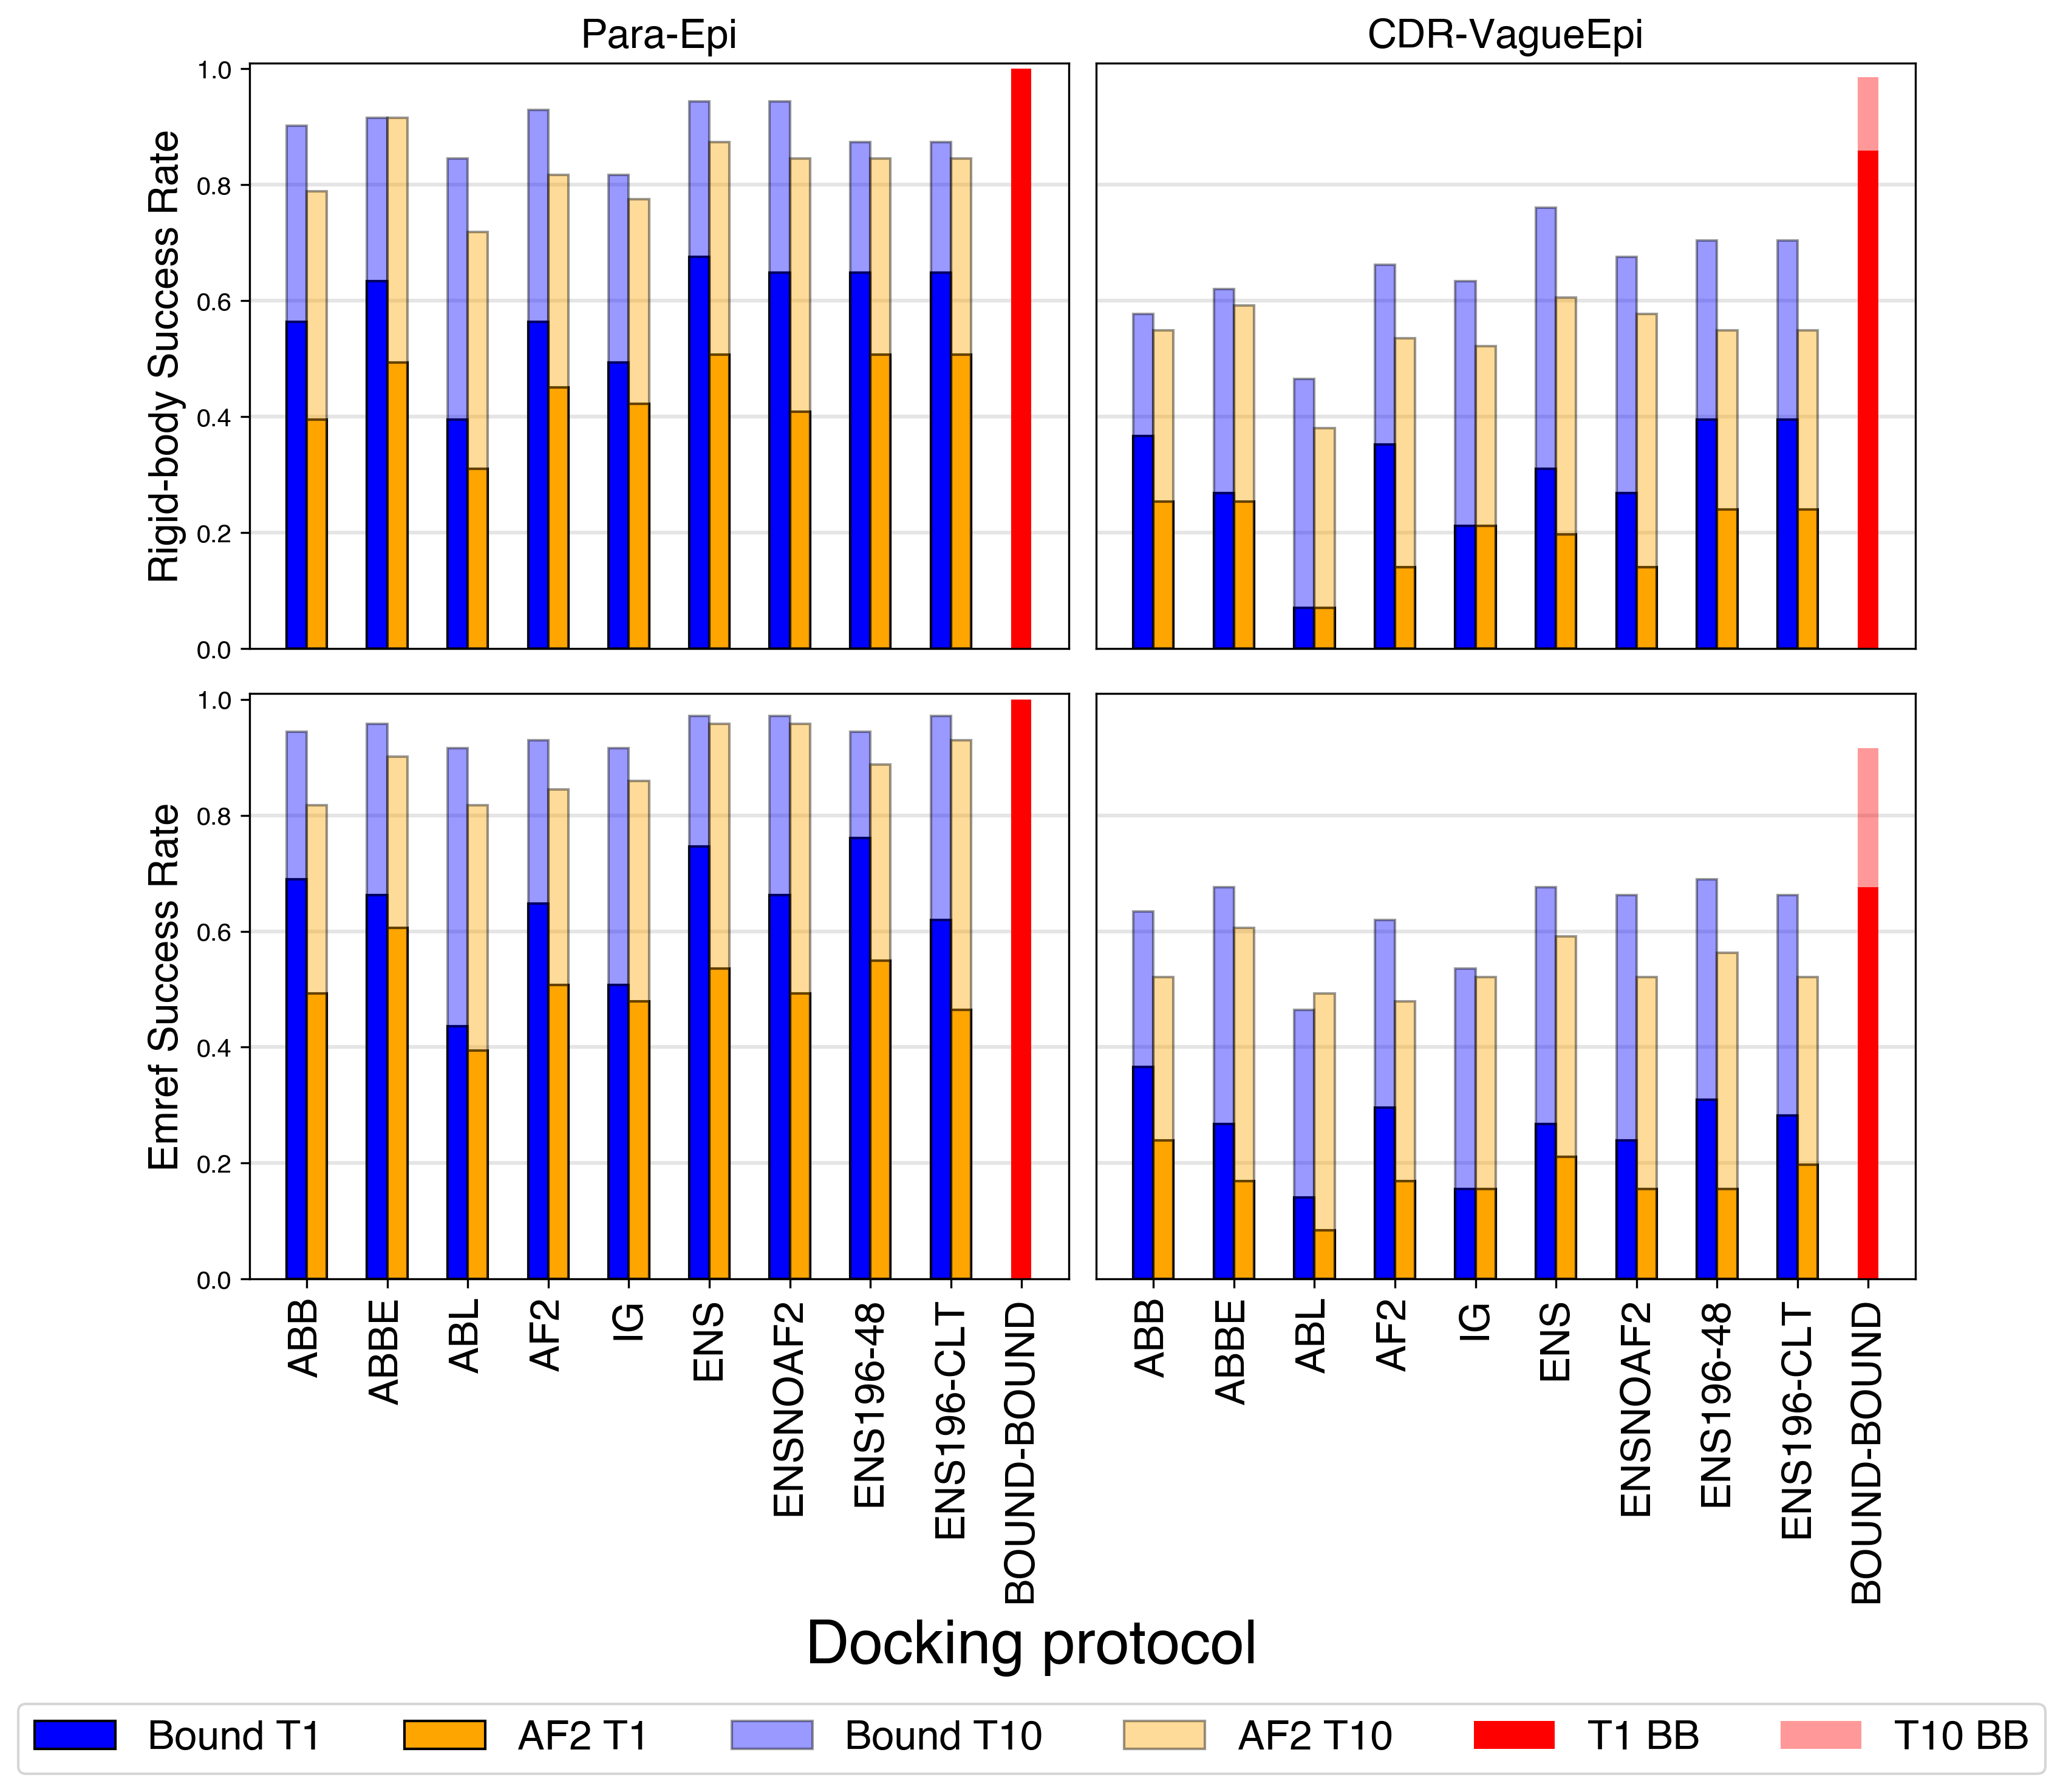 Para-Epi
CDR-VagueEpi
Rigid-body Success Rate
1.0
0.8
0.6
0.4
0.2
0.0
Emref Success Rate
1.0
0.8
0.6
0.4
0.2
0.0
ABB
ABBE
ABL
AF2
IG
ENS
ENSNOAF2
ENS196-48
ENS196-CLT
BOUND-BOUND
ABB
ABBE
ABL
AF2
IG
ENS
ENSNOAF2
ENS196-48
ENS196-CLT
BOUND-BOUND
Docking protocol
Bound T1 AF2 T1 Bound T10 AF2 T10 T1 BB T10 BB